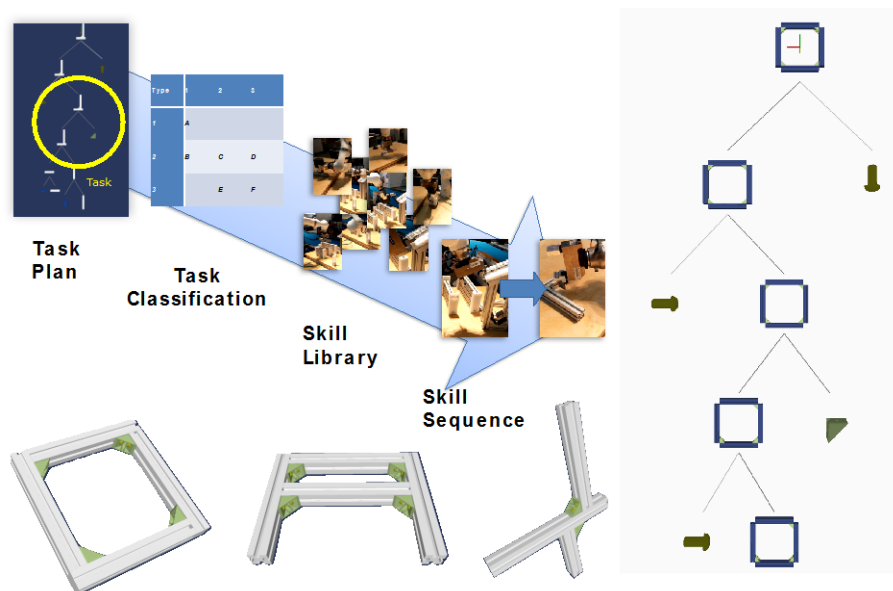 Task
Task
Plan
Type 1 2 3
1 A
2 B C D
3 E F
Task
Classification
Skill
Library
Skill
Sequence